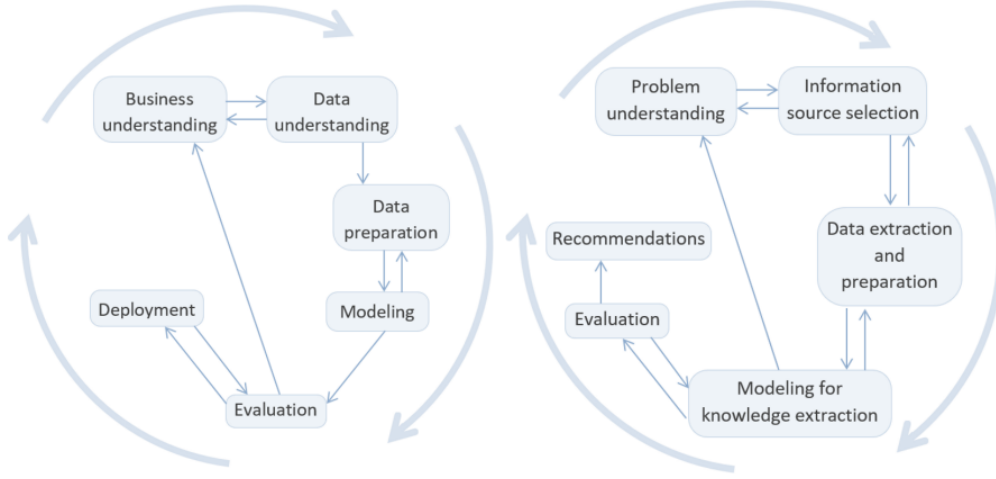 Business
understanding
Data
understanding
Data
preparation
Modeling
Deployment
Evaluation
Problem
understanding
Information
source selection
Data extraction
and
preparation
Recommendations
Evaluation
Modeling for
knowledge extraction